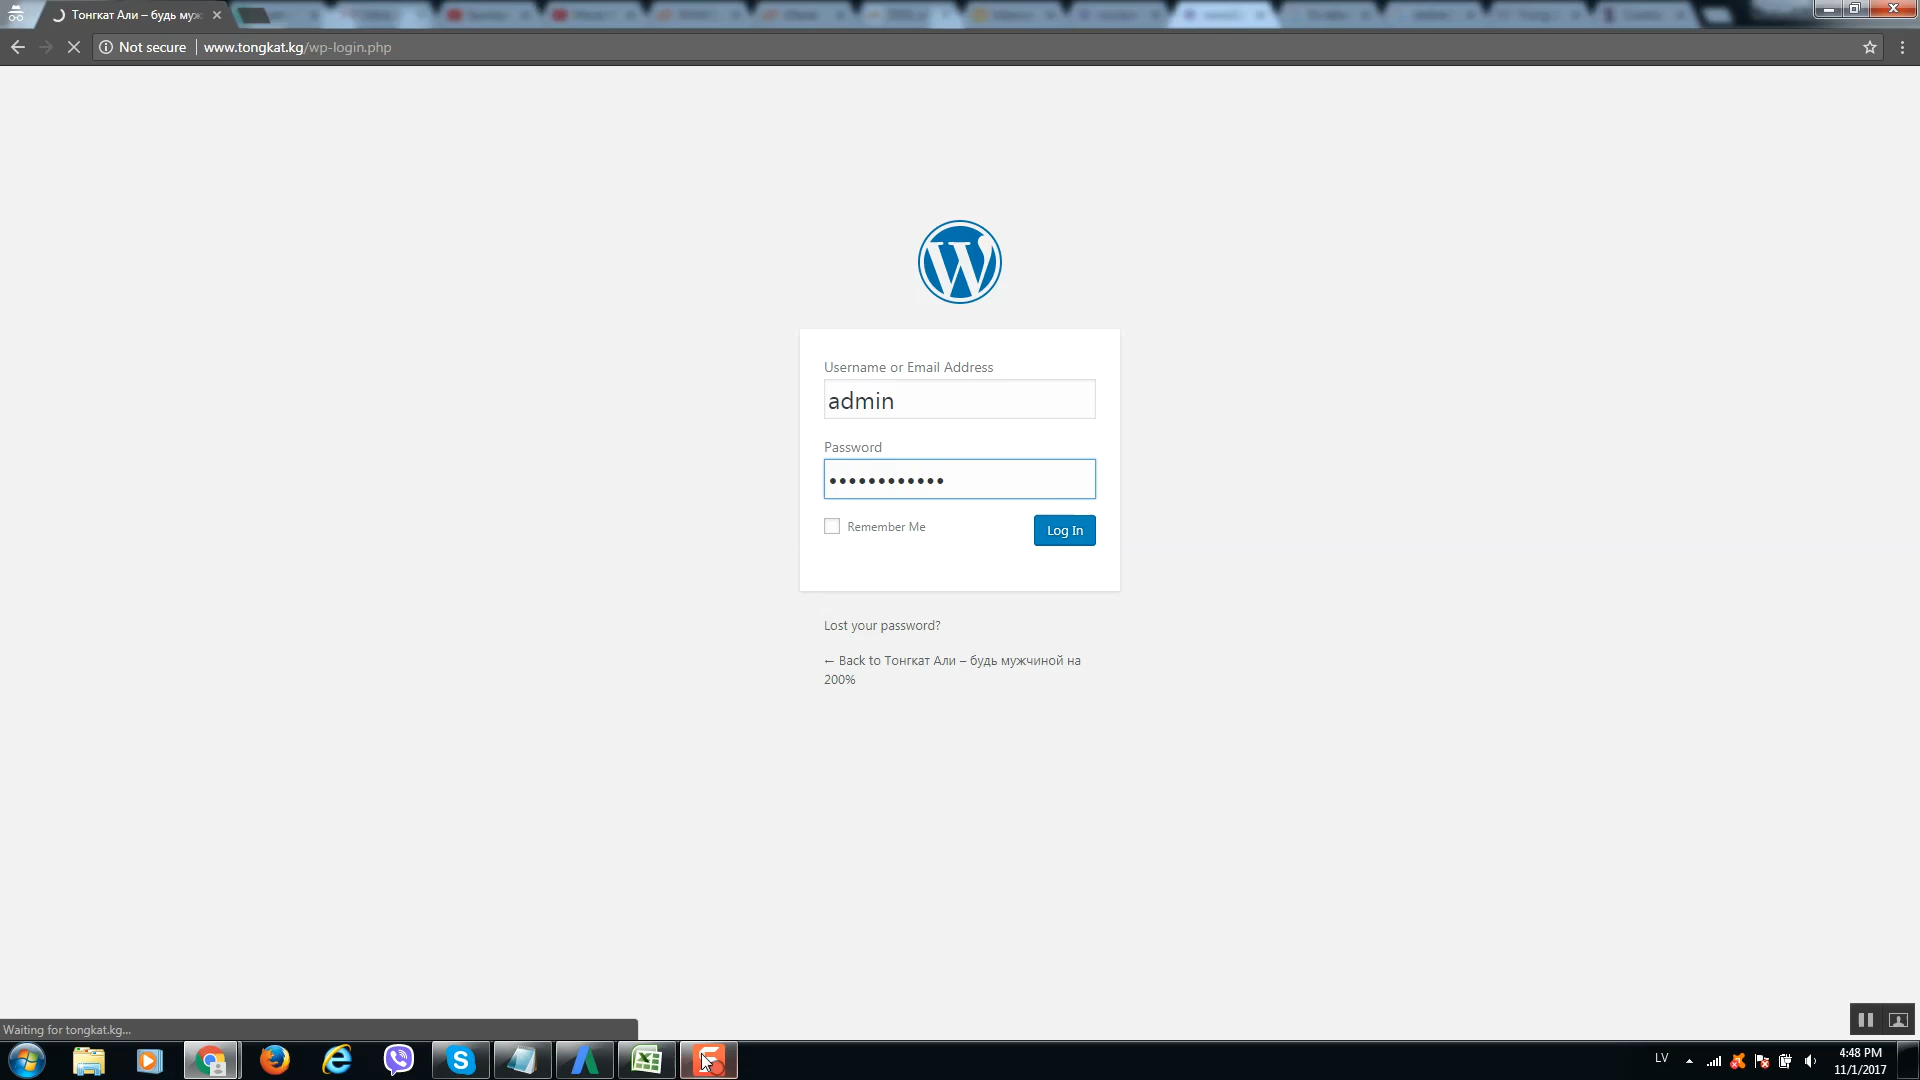 Тонгкат Али – будь муж
Not secure
www.tongkat.kg/wp-login.php
Username or Email Address
admin
Password
Remember Me
Log In
Lost your password?
← Back to Тонгкат Али – будь мужчиной на
200%
Waiting for tongkat.kg...
LV
4:48 PM
11/1/2017